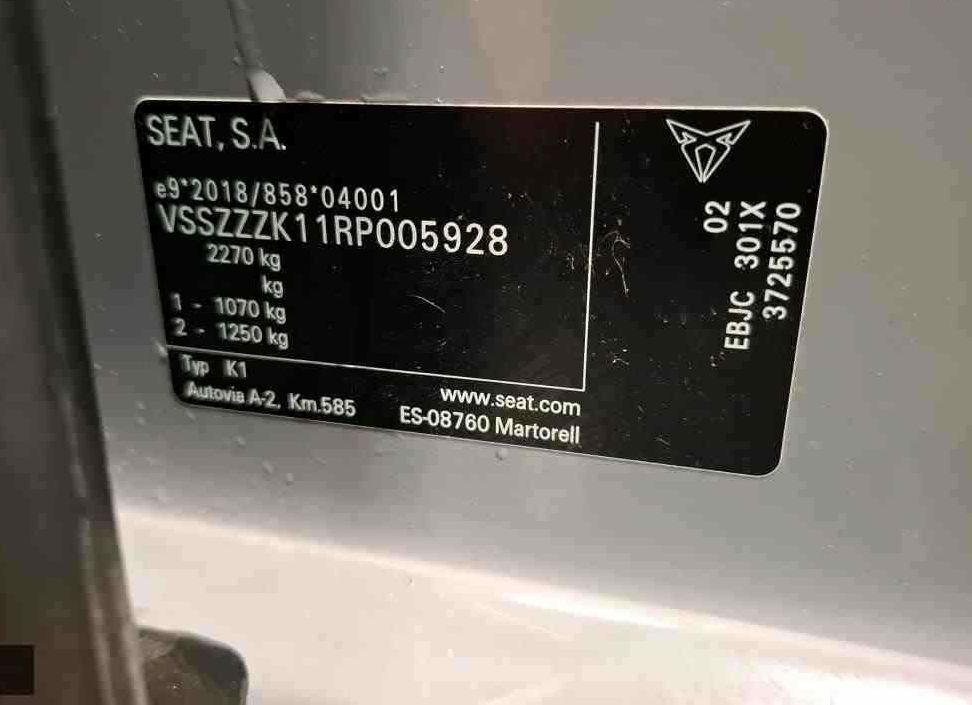 SEAT, S.A.
e9*2018/858*04001
VSSZZZK11RP005928
2270 kg
kg
1 - 1070 kg
2 - 1250 kg
Typ K1
www.seat.com
Autovia A-2, Km.585 ES-08760 Martorell
02
EBJC 301X
3725570